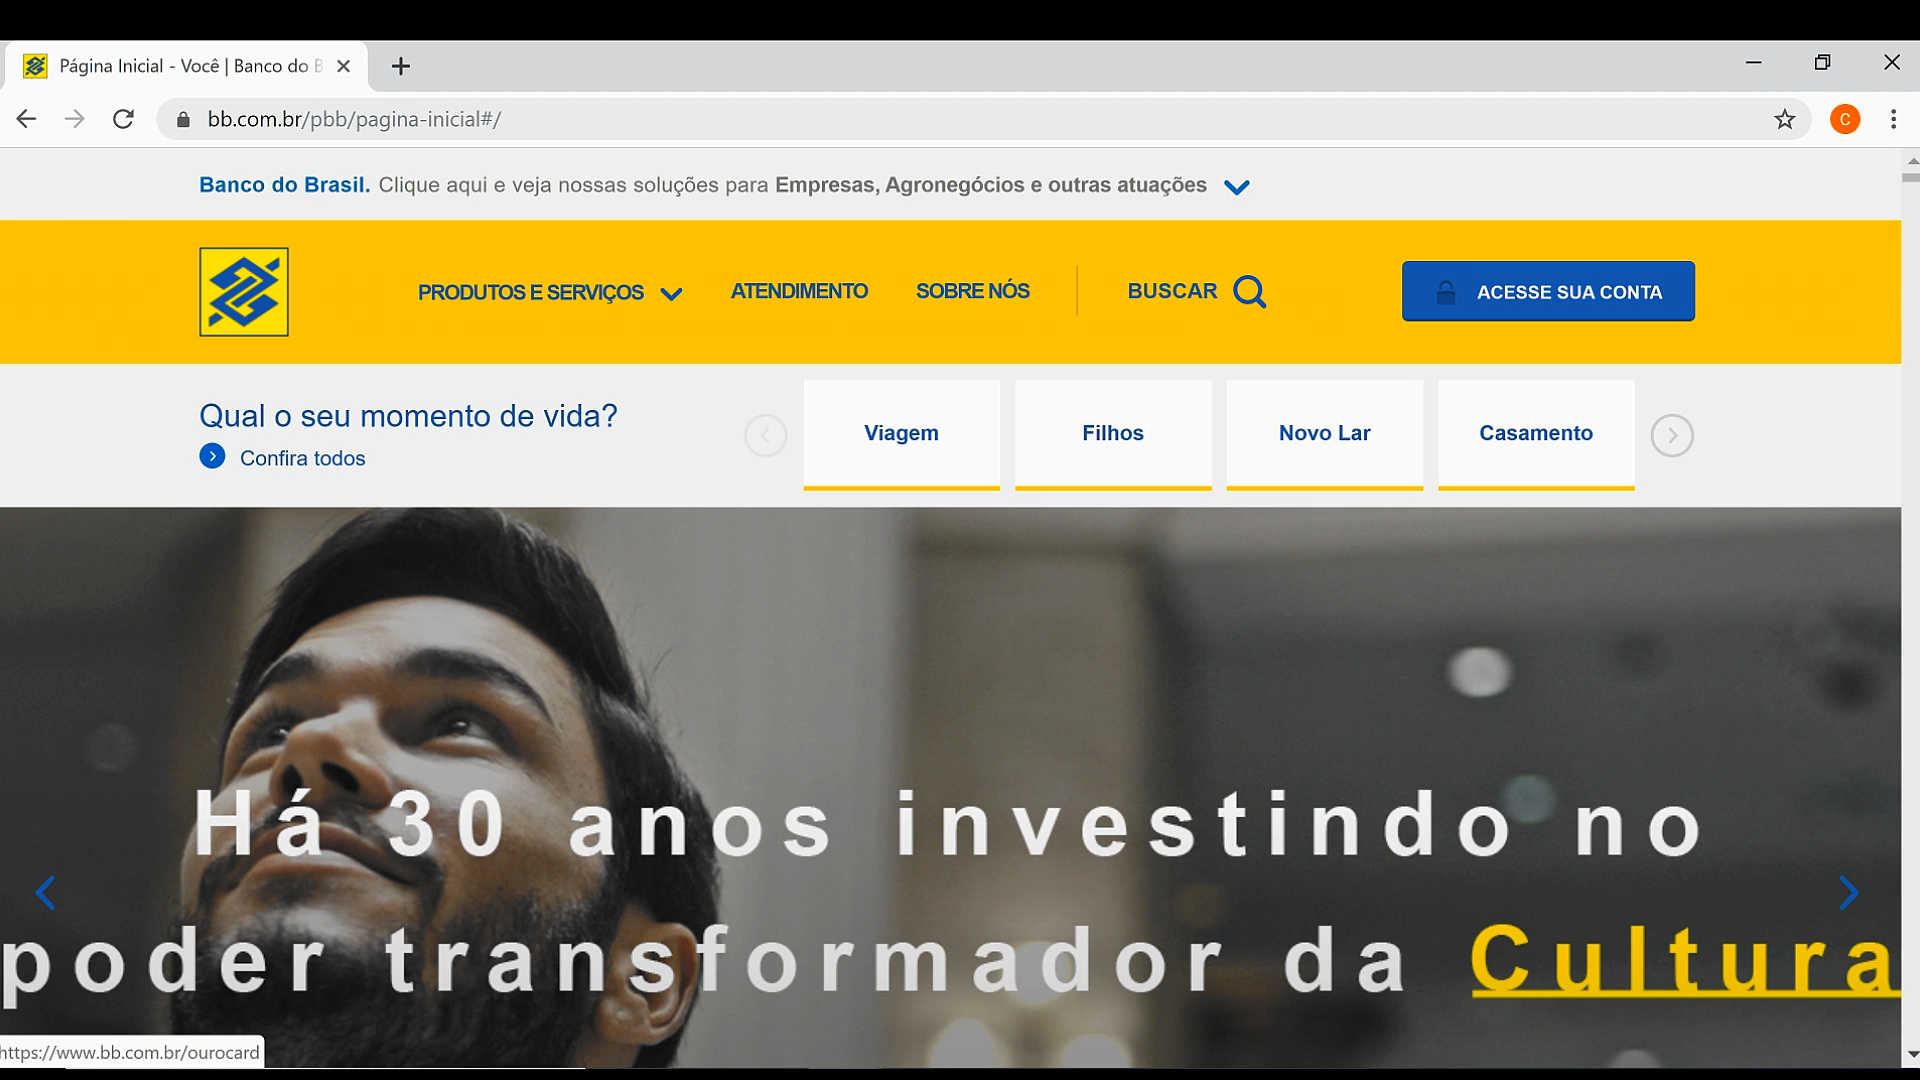 Página Inicial - Você | Banco do B
bb.com.br/pbb/pagina-inicial#/
C
Banco do Brasil. Clique aqui e veja nossas soluções para Empresas, Agronegócios e outras atuações
PRODUTOS E SERVIÇOS
ATENDIMENTO
SOBRE NÓS
BUSCAR
ACESSE SUA CONTA
Qual o seu momento de vida?
Confira todos
Viagem
Filhos
Novo Lar
Casamento
Há 30 anos investindo no
poder transformador da Cultura
https://www.bb.com.br/ourocard